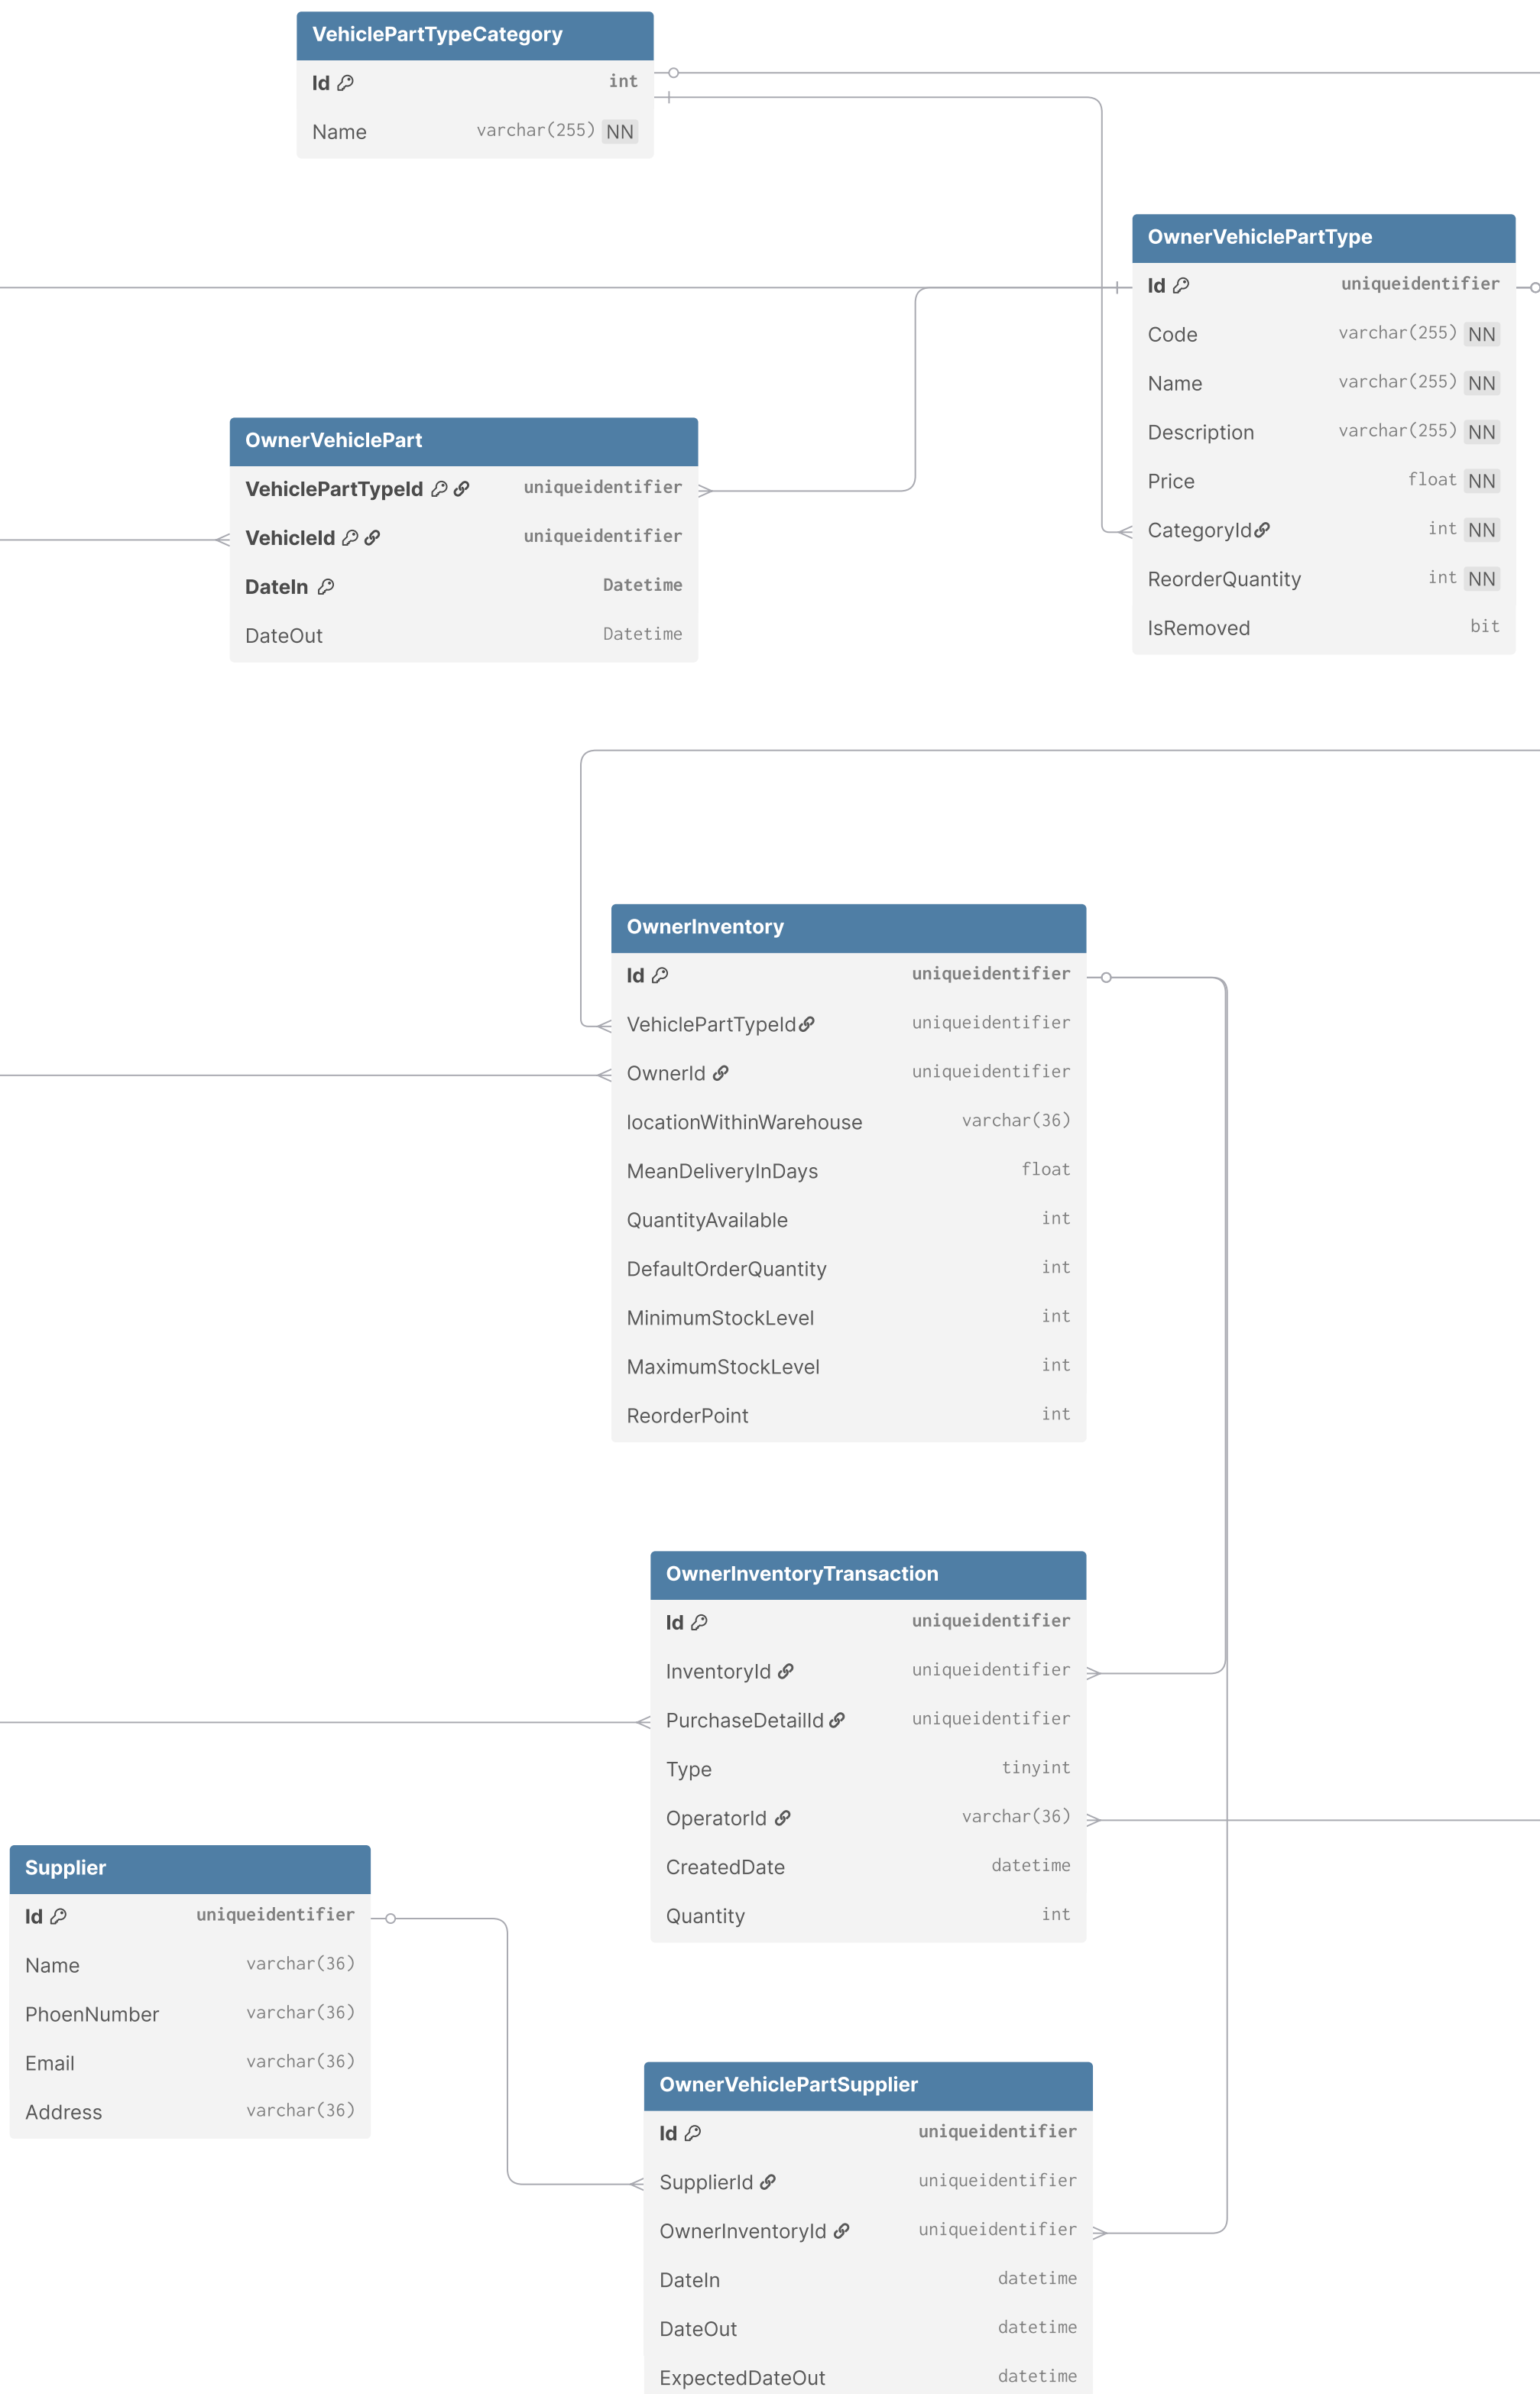 VehiclePartTypeCategory
Id int
Name varchar(255) NN
OwnerVehiclePartType
Id uniqueidentifier
Code varchar(255) NN
Name varchar(255) NN
Description varchar(255) NN
Price float NN
CategoryId int NN
ReorderQuantity int NN
IsRemoved bit
OwnerVehiclePart
VehiclePartTypeId uniqueidentifier
VehicleId uniqueidentifier
DateIn Datetime
DateOut Datetime
OwnerInventory
Id uniqueidentifier
VehiclePartTypeId uniqueidentifier
OwnerId uniqueidentifier
locationWithinWarehouse varchar(36)
MeanDeliveryInDays float
QuantityAvailable int
DefaultOrderQuantity int
MinimumStockLevel int
MaximumStockLevel int
ReorderPoint int
OwnerInventoryTransaction
Id uniqueidentifier
InventoryId uniqueidentifier
PurchaseDetailId uniqueidentifier
Type tinyint
OperatorId varchar(36)
CreatedDate datetime
Quantity int
Supplier
Id uniqueidentifier
Name varchar(36)
PhoenNumber varchar(36)
Email varchar(36)
Address varchar(36)
OwnerVehiclePartSupplier
Id uniqueidentifier
SupplierId uniqueidentifier
OwnerInventoryId uniqueidentifier
DateIn datetime
DateOut datetime
ExpectedDateOut datetime